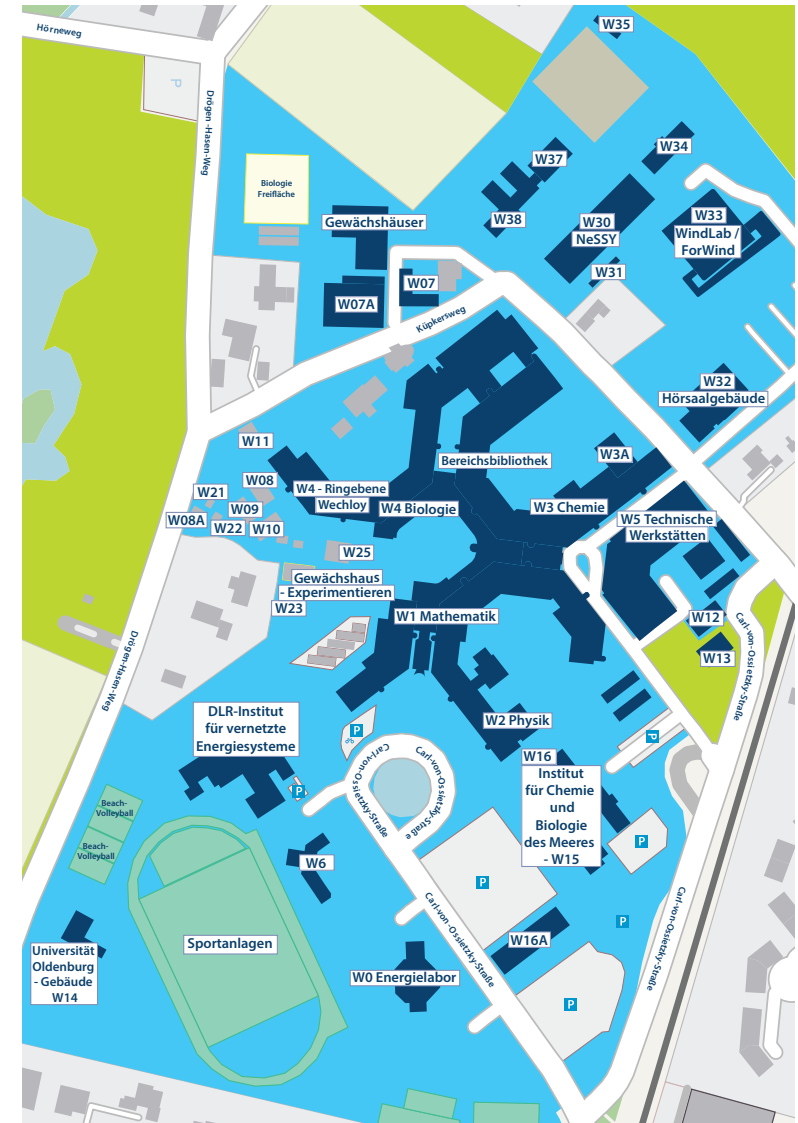 W35
Hörneweg
P
Drögen-Hasen-Weg
W34
W37
Biologie
Freifläche
W38
W33
WindLab /
ForWind
Gewächshäuser
W30
NeSSY
W31
W07
W07A
Küpkersweg
W32
Hörsaalgebäude
W11
W3A
Bereichsbibliothek
W08
W21
W4 - Ringebene
Wechloy
W4 Biologie
W3 Chemie
W09
W08A
W22
W10
W5 Technische
Werkstätten
W25
Gewächshaus
- Experimentieren
W23
W1 Mathematik
W12
W13
Carl-von-Ossietzky-Straße
Drögen-Hasen-Weg
DLR-Institut
für vernetzte
Energiesysteme
P
W2 Physik
P
W16
Institut
für Chemie
und
Biologie
des Meeres
- W15
Carl-von-Ossietzky-Straße
Carl-von-Ossietzky-Straße
P
Beach-
Volleyball
Beach-
Volleyball
P
W6
P
Carl-von-Ossietzky-Straße
P
Carl-von-Ossietzky-Straße
Sportanlagen
W16A
Universität
Oldenburg
- Gebäude
W14
W0 Energielabor
P